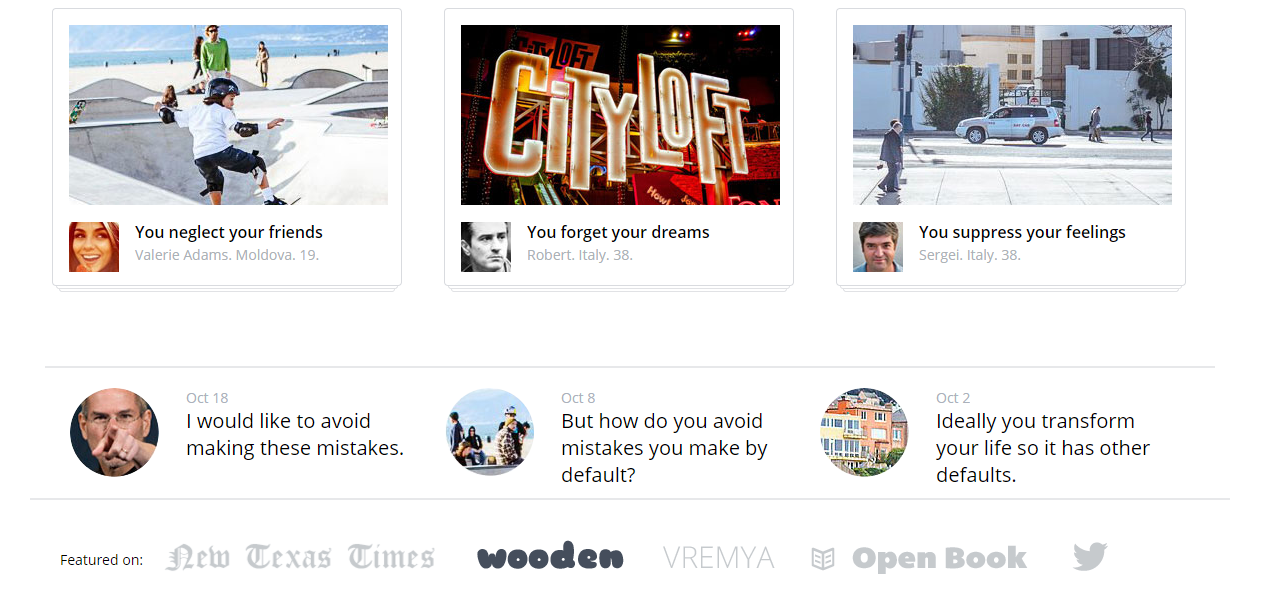 CITYLOFT
CiTYLOFT
Howl
You neglect your friends
Valerie Adams. Moldova. 19.
You forget your dreams
Robert. Italy. 38.
You suppress your feelings
Sergei. Italy. 38.
Oct 18
I would like to avoid
making these mistakes.
Oct 8
But how do you avoid
mistakes you make by
default?
Oct 2
Ideally you transform
your life so it has other
defaults.
Featured on: New Texas Times wooden VREMYA Open Book